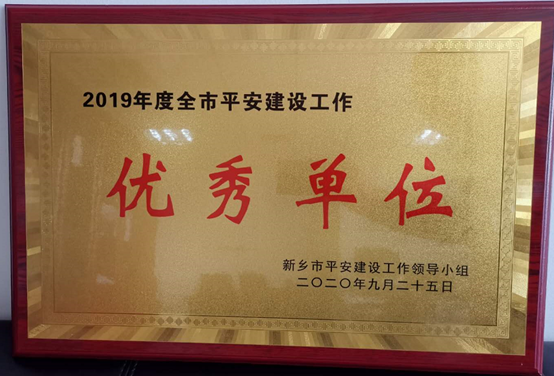 2019年度全市平安建设工作
优秀单位
新乡市平安建设工作领导小组
二〇二〇年九月二十五日